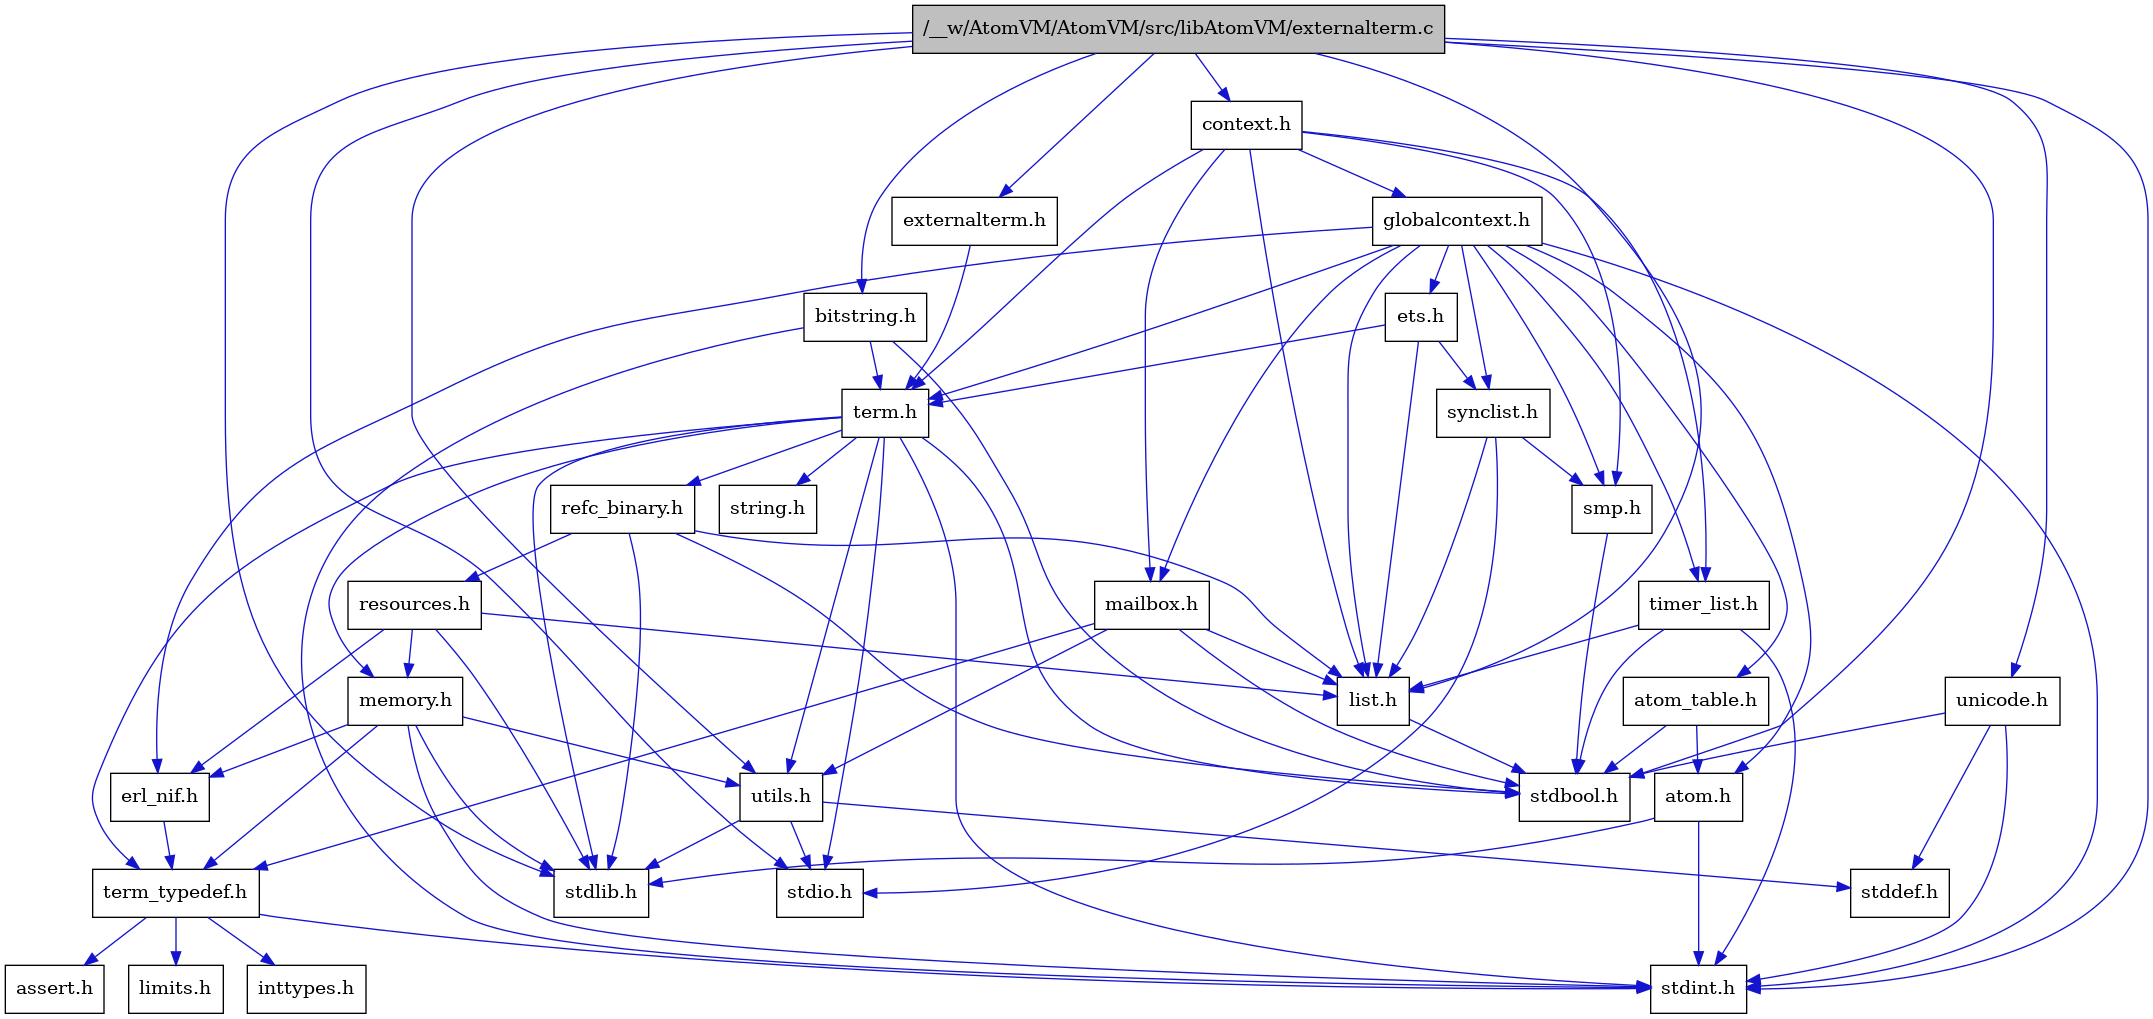 /__w/AtomVM/AtomVM/src/libAtomVM/externalterm.c
context.h
externalterm.h
globalcontext.h
bitstring.h
ets.h
term.h
synclist.h
refc_binary.h
string.h
smp.h
resources.h
mailbox.h
timer_list.h
memory.h
list.h
atom_table.h
unicode.h
erl_nif.h
utils.h
stdbool.h
atom.h
term_typedef.h
stdlib.h
stdio.h
stddef.h
assert.h
limits.h
inttypes.h
stdint.h